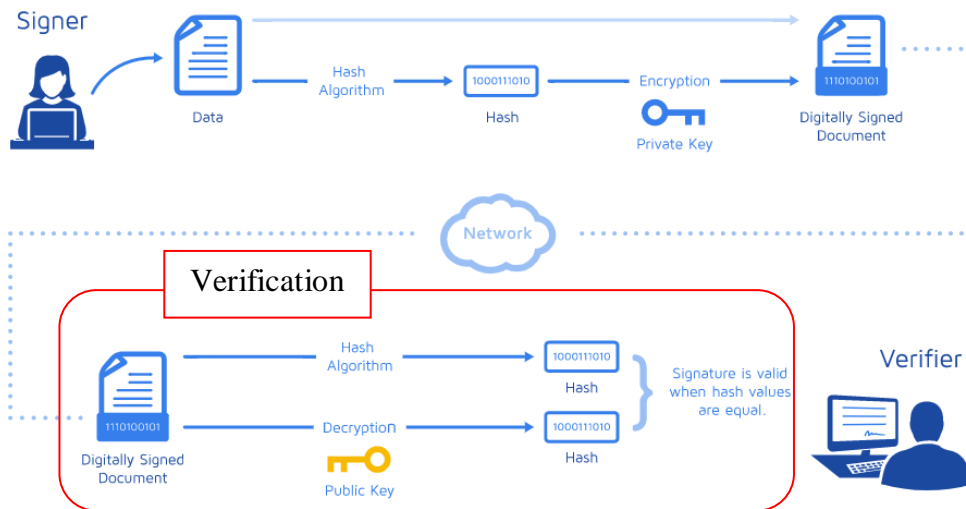 Signer
Data
Hash
Algorithm
1000111010
Hash
Encryption
Private Key
1110100101
Digitally Signed
Document
Network
Verification
1110100101
Digitally Signed
Document
Hash
Algorithm
1000111010
Hash
Decryption
Public Key
1000111010
Hash
Signature is valid
when hash values
are equal.
Verifier